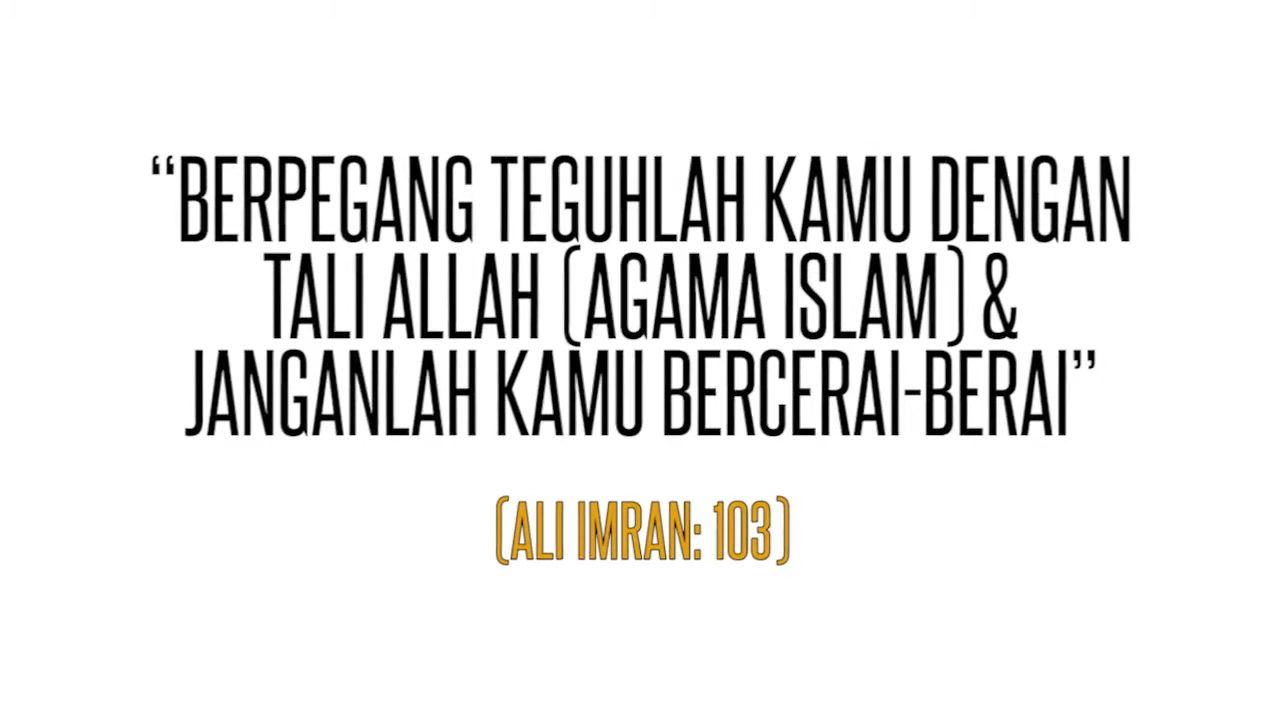 “BERPEGANG TEGUHLAH KAMU DENGAN
TALI ALLAH (AGAMA ISLAM) &
JANGANLAH KAMU BERCERAI-BERAI”
(ALI IMRAN: 103)